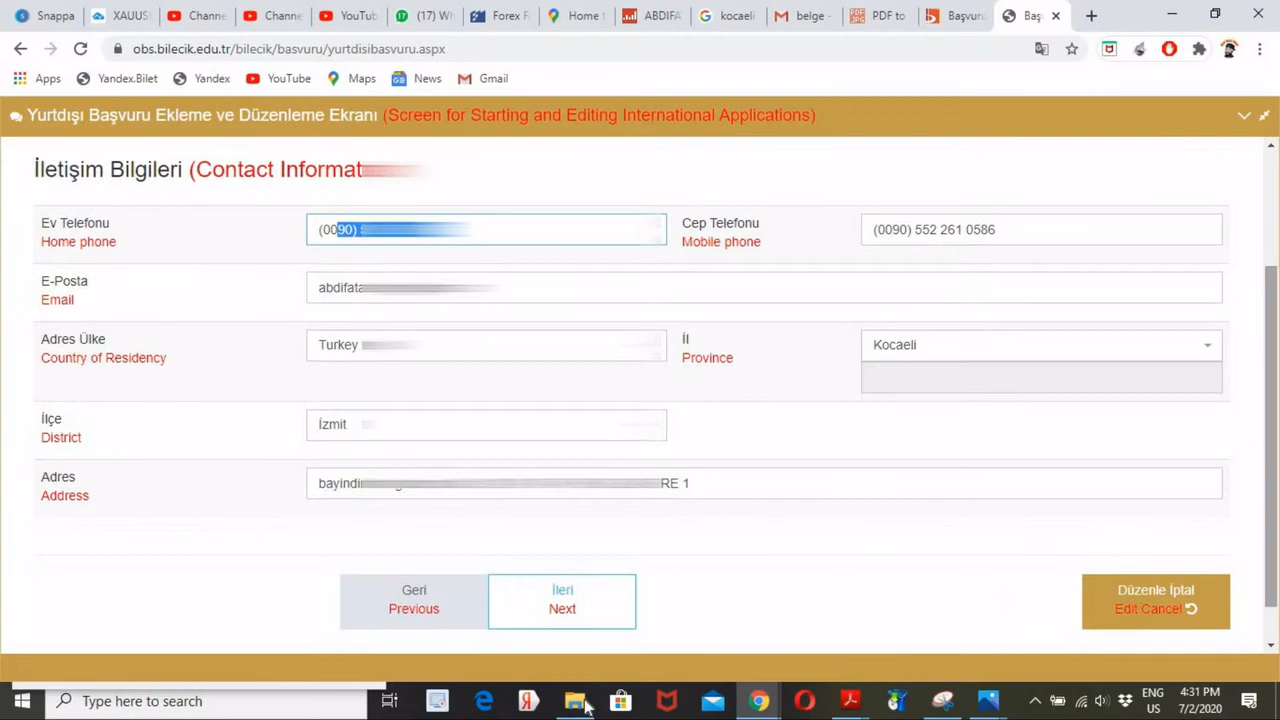 Snappa XAUUS Channe Channe YouTub (17) W Forex F Home t ABDIFA kocaeli belge - PDF to Başvuru Baş
obs.bilecik.edu.tr/bilecik/basvuru/yurtdisibasvuru.aspx
Apps Yandex.Bilet Yandex YouTube Maps News Gmail
Yurtdışı Başvuru Ekleme ve Düzenleme Ekranı (Screen for Starting and Editing International Applications)
İletişim Bilgileri (Contact Informat
Ev Telefonu
Home phone
(0090)
Cep Telefonu
Mobile phone
(0090) 552 261 0586
E-Posta
Email
abdifat
Adres Ülke
Country of Residency
Turkey
İl
Province
Kocaeli
İlçe
District
İzmit
Adres
Address
bayindi RE 1
Geri
Previous
İleri
Next
Düzenle İptal
Edit Cancel
Type here to search
ENG
US
4:31 PM
7/2/2020